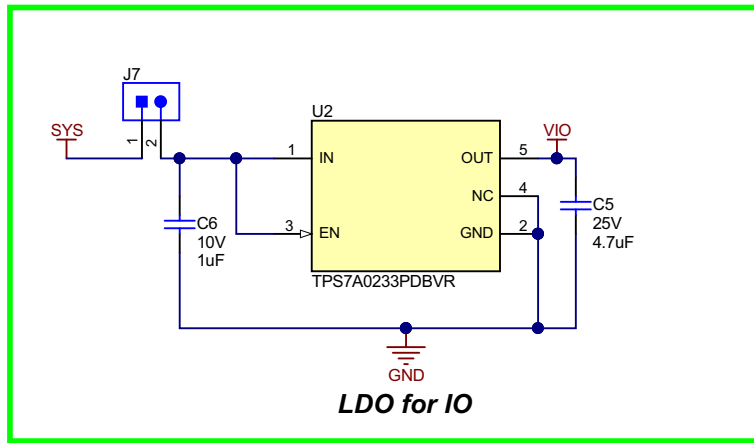 J7
SYS
1
2
U2
VIO
1
IN
OUT
5
NC
4
3
EN
GND
2
C6
10V
1uF
C5
25V
4.7uF
TPS7A0233PDBVR
GND
LDO for IO